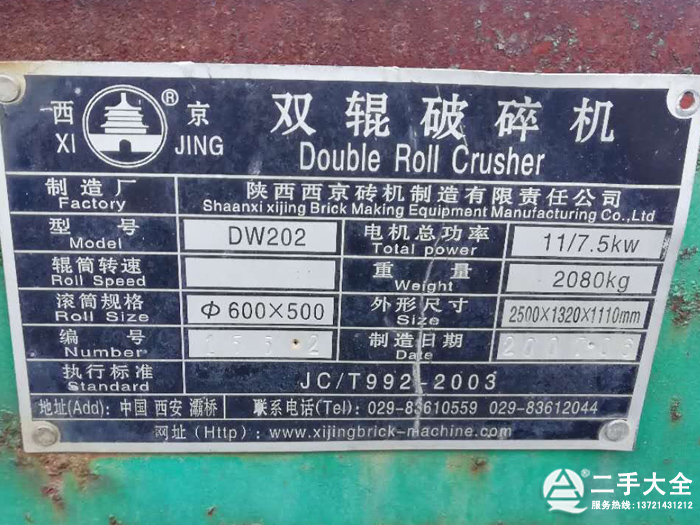 西 ® 京
XI JING
双辊破碎机
Double Roll Crusher
制造厂 陕西西京砖机制造有限责任公司
Factory Shaanxi xijing Brick Making Equipment Manufacturing Co.,Ltd
型号 DW202 电机总功率 11/7.5kw
Model Total power
辊筒转速 重量 2080kg
Roll Speed Weight
滚筒规格 Φ600×500 外形尺寸 2500×1320×1110mm
Roll Size Size
编号 制造日期
Number Date
执行标准 JC/T992-2003
Standard
地址(Add): 中国 西安 灞桥 联系电话(Tel): 029-83610559 029-83612044
网址(Http): www.xijingbrick-machine.com
二手大全
服务热线: 13721431212